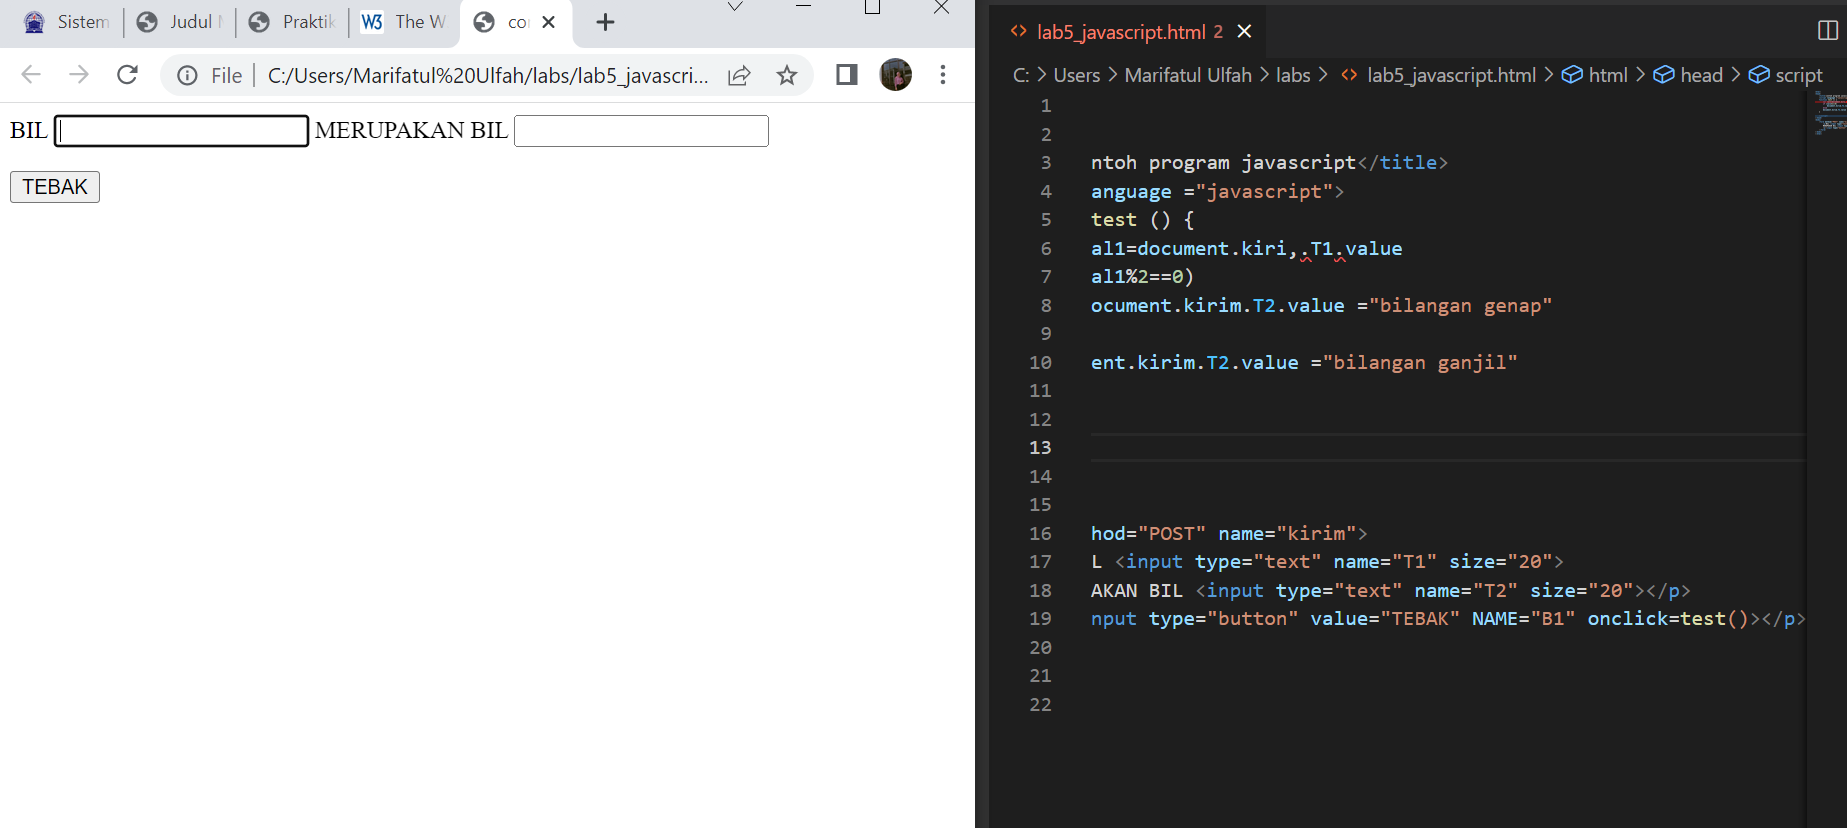 Sistem
Judul
Praktik
W3 The W
co
File C:/Users/Marifatul%20Ulfah/labs/lab5_javascri...
BIL MERUPAKAN BIL
TEBAK
lab5_javascript.html 2
C: > Users > Marifatul Ulfah > labs > lab5_javascript.html > html > head > script
1
2
3 ntoh program javascript</title>
4 anguage ="javascript">
5 test () {
6 al1=document.kiri,.T1.value
7 al1%2==0)
8 ocument.kirim.T2.value ="bilangan genap"
9
10 ent.kirim.T2.value ="bilangan ganjil"
11
12
13
14
15
16 hod="POST" name="kirim">
17 L <input type="text" name="T1" size="20">
18 AKAN BIL <input type="text" name="T2" size="20"></p>
19 nput type="button" value="TEBAK" NAME="B1" onclick=test()></p>
20
21
22